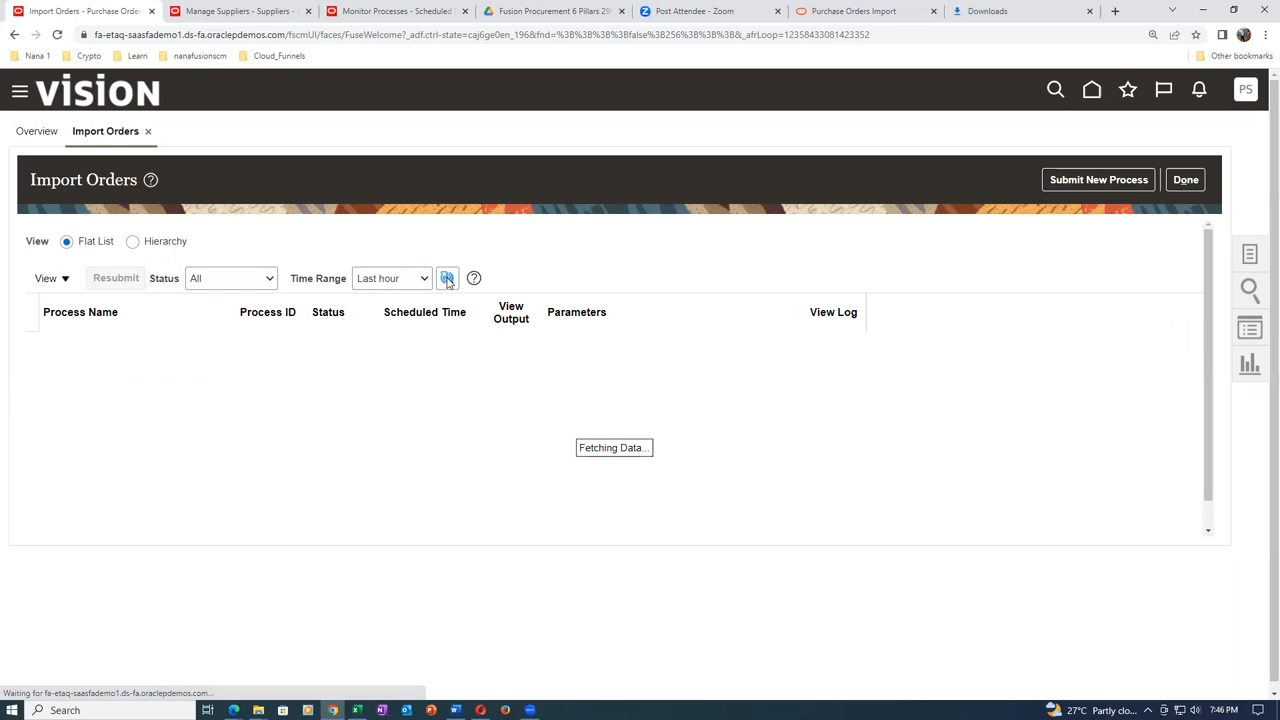 Import Orders - Purchase Order
Manage Suppliers - Suppliers -
Monitor Processes - Scheduled
Fusion Procurement 6 Pillars 29
Post Attendee - Zoom
Purchase Orders Import
Downloads
fa-etaq-saasfademo1.ds-fa.oraclepdemos.com/fscmUI/faces/FuseWelcome?_adf.ctrl-state=caj6ge0en_196&fnd=%3B%3B%3B%3Bfalse%3B256%3B%3B%3B&_afrLoop=12358433081423352
Nana 1
Crypto
Learn
nanafusionscm
Cloud_Funnels
Other bookmarks
VISION
PS
Overview
Import Orders
Import Orders
Submit New Process
Done
View
Flat List
Hierarchy
View
Resubmit
Status
All
Time Range
Last hour
Process Name
Process ID
Status
Scheduled Time
View
Output
Parameters
View Log
Fetching Data...
Waiting for fa-etaq-saasfademo1.ds-fa.oraclepdemos.com...
Search
27°C Partly clo...
7:46 PM